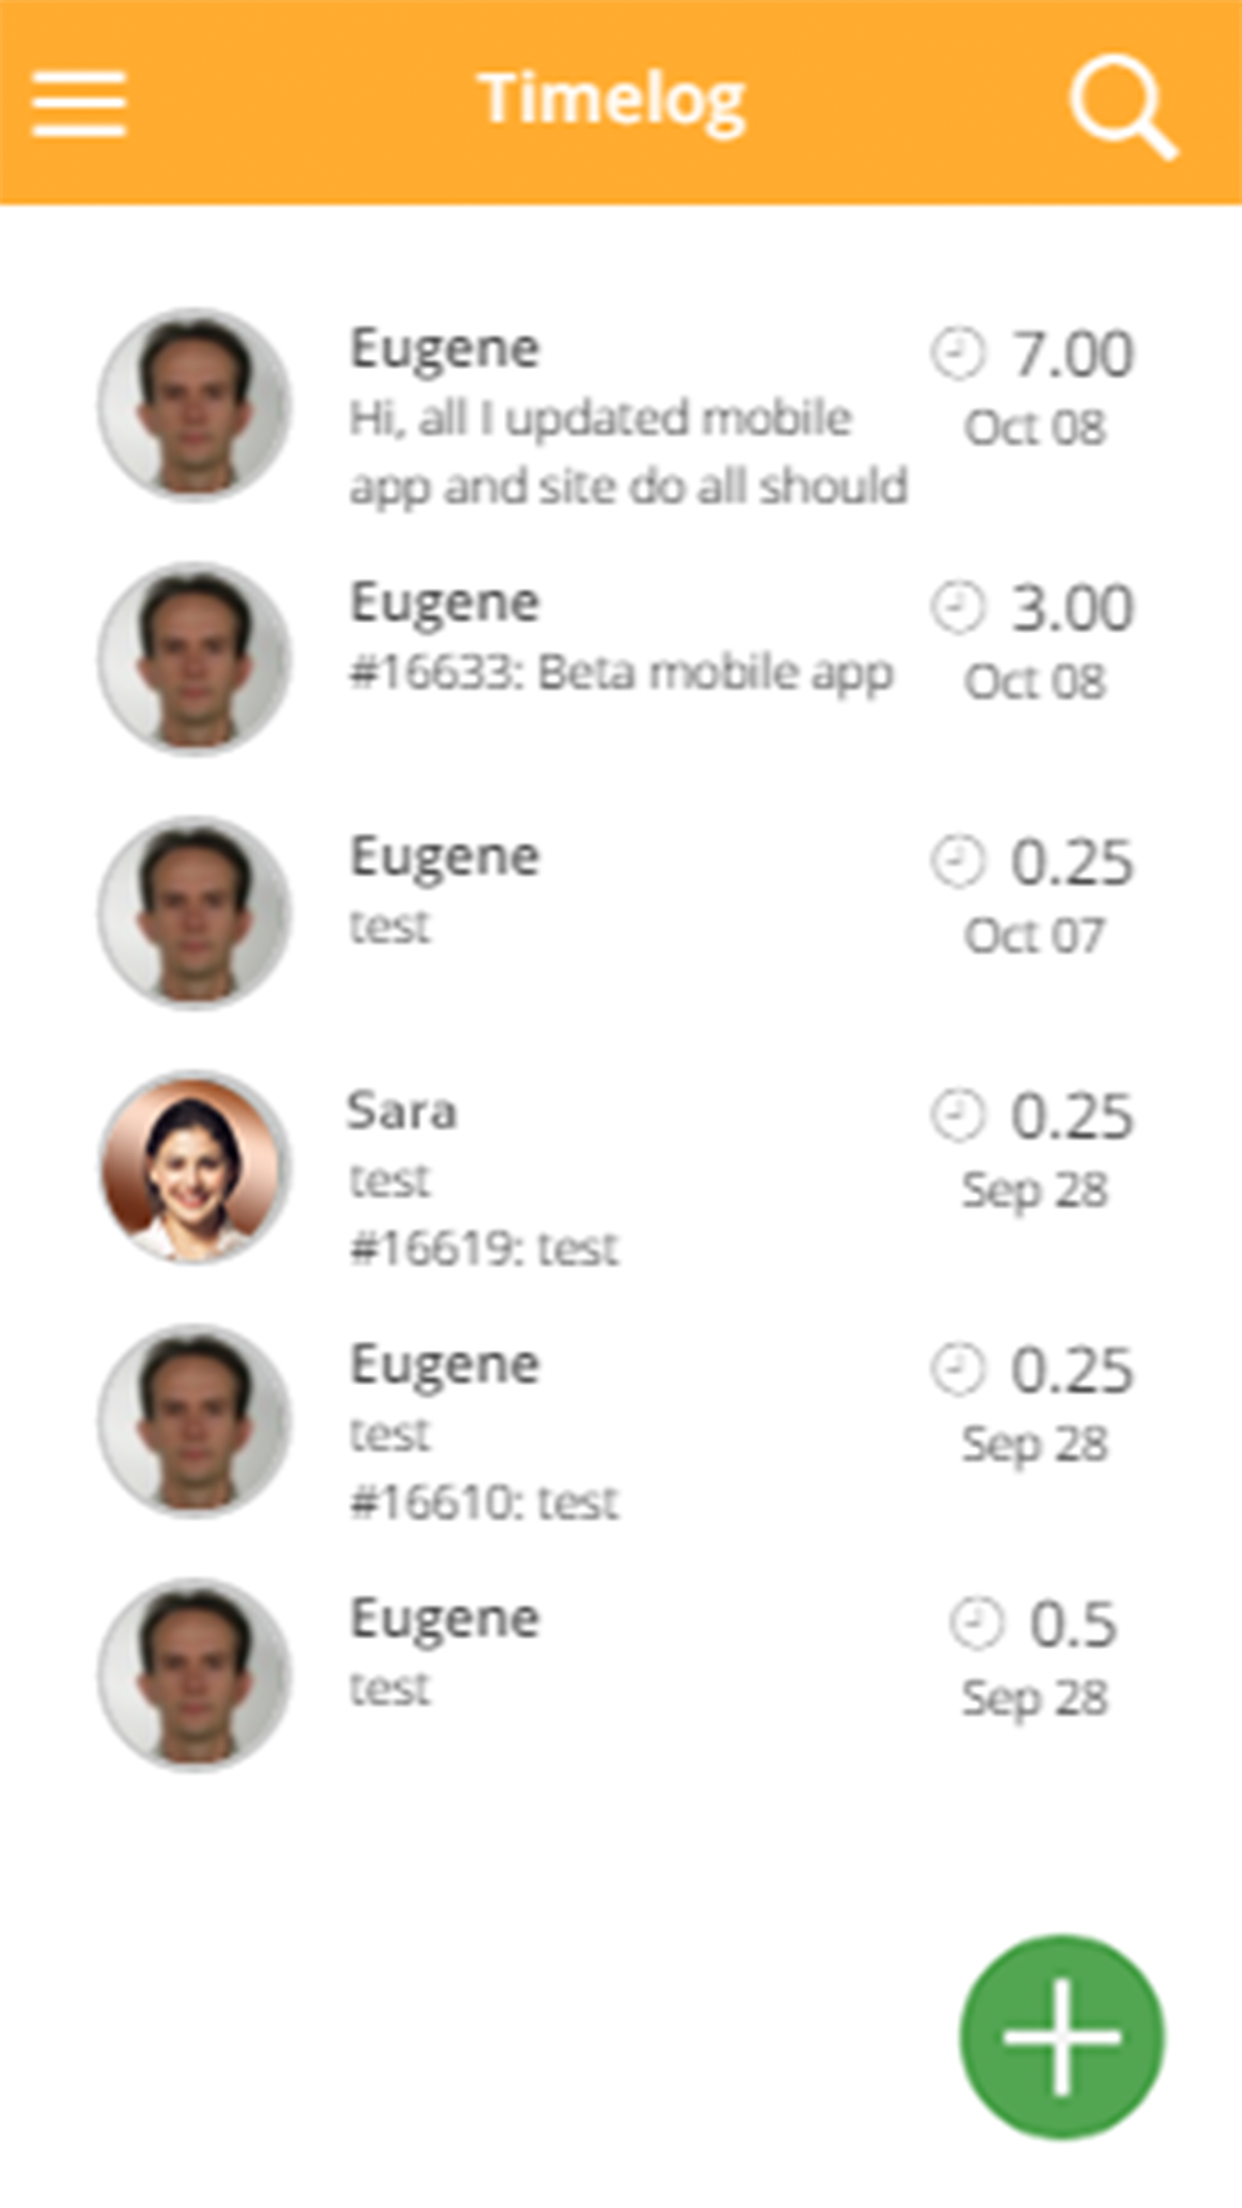 Timelog
Eugene
7.00
Hi, all I updated mobile
Oct 08
app and site do all should
Eugene
3.00
#16633: Beta mobile app
Oct 08
Eugene
0.25
test
Oct 07
Sara
0.25
test
Sep 28
#16619: test
Eugene
0.25
test
Sep 28
#16610: test
Eugene
0.5
test
Sep 28